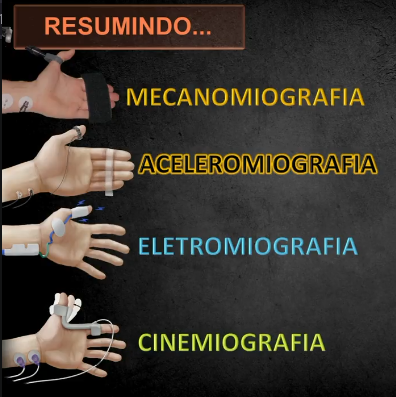 RESUMINDO...
MECANOMIOGRAFIA
ACELEROMIOGRAFIA
ELETROMIOGRAFIA
CINEMIOGRAFIA